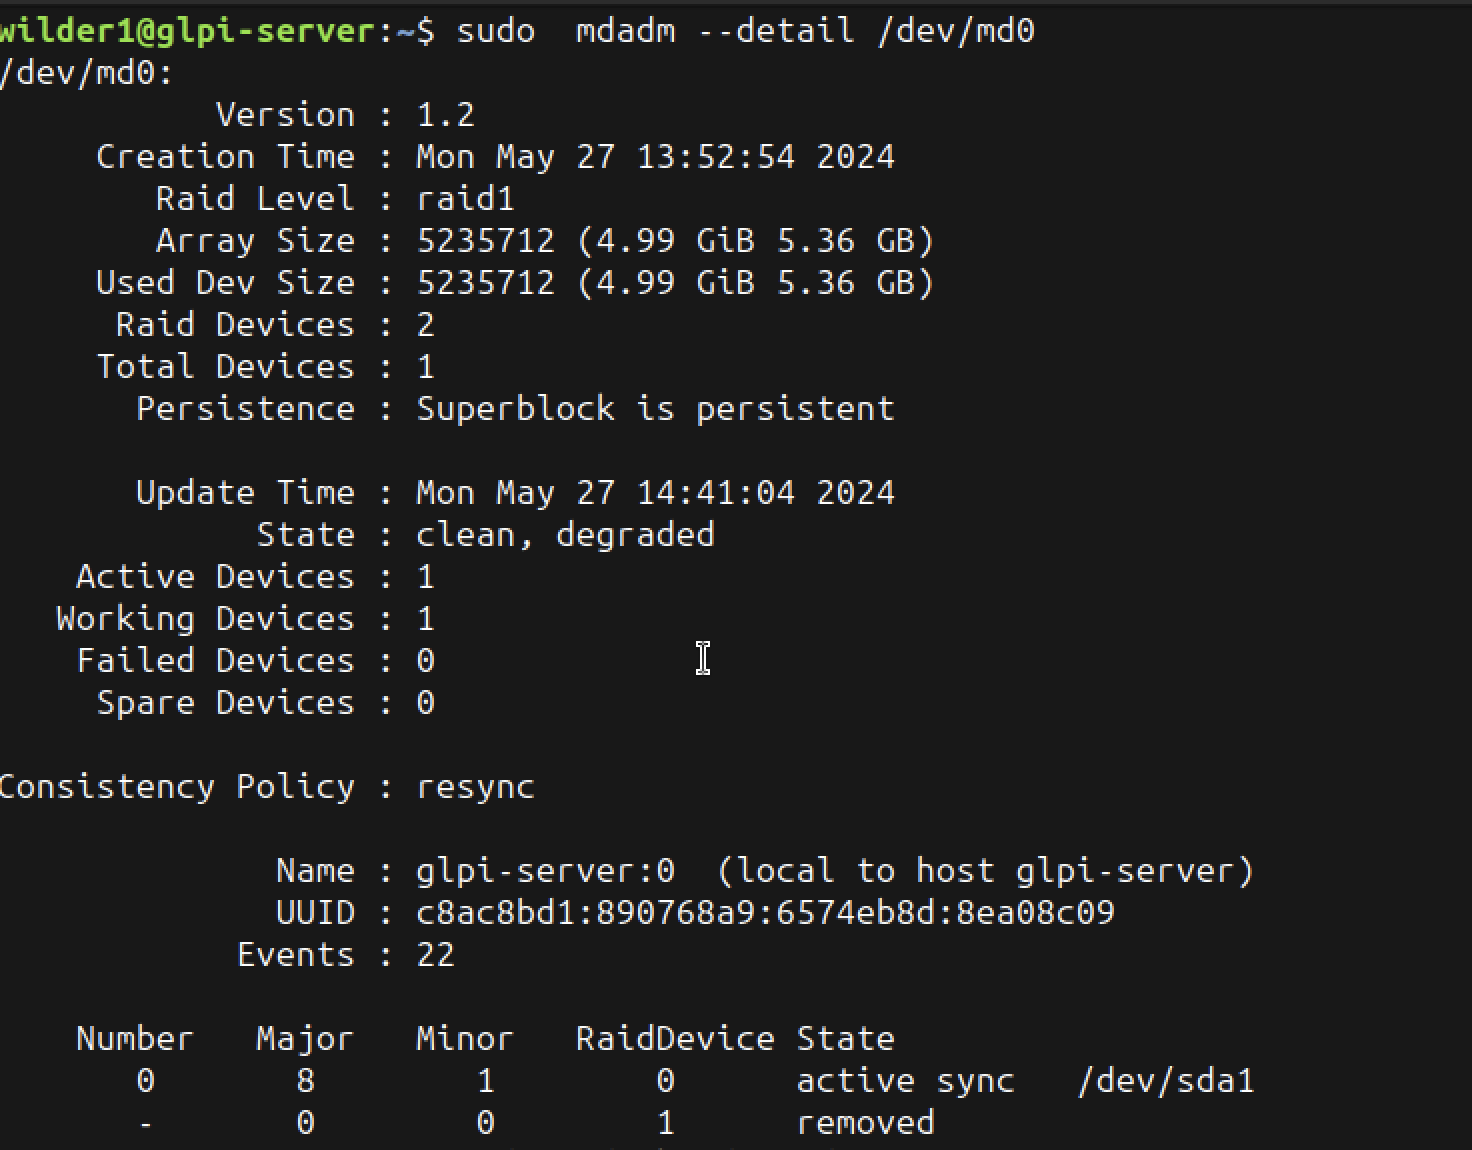 wilder1@glpi-server:~$ sudo  mdadm --detail /dev/md0
/dev/md0:
           Version : 1.2
     Creation Time : Mon May 27 13:52:54 2024
        Raid Level : raid1
        Array Size : 5235712 (4.99 GiB 5.36 GB)
     Used Dev Size : 5235712 (4.99 GiB 5.36 GB)
      Raid Devices : 2
     Total Devices : 1
       Persistence : Superblock is persistent

       Update Time : Mon May 27 14:41:04 2024
             State : clean, degraded
    Active Devices : 1
   Working Devices : 1
    Failed Devices : 0
     Spare Devices : 0

Consistency Policy : resync

              Name : glpi-server:0  (local to host glpi-server)
              UUID : c8ac8bd1:890768a9:6574eb8d:8ea08c09
            Events : 22

    Number   Major   Minor   RaidDevice State
       0       8        1        0      active sync   /dev/sda1
       -       0        0        1      removed